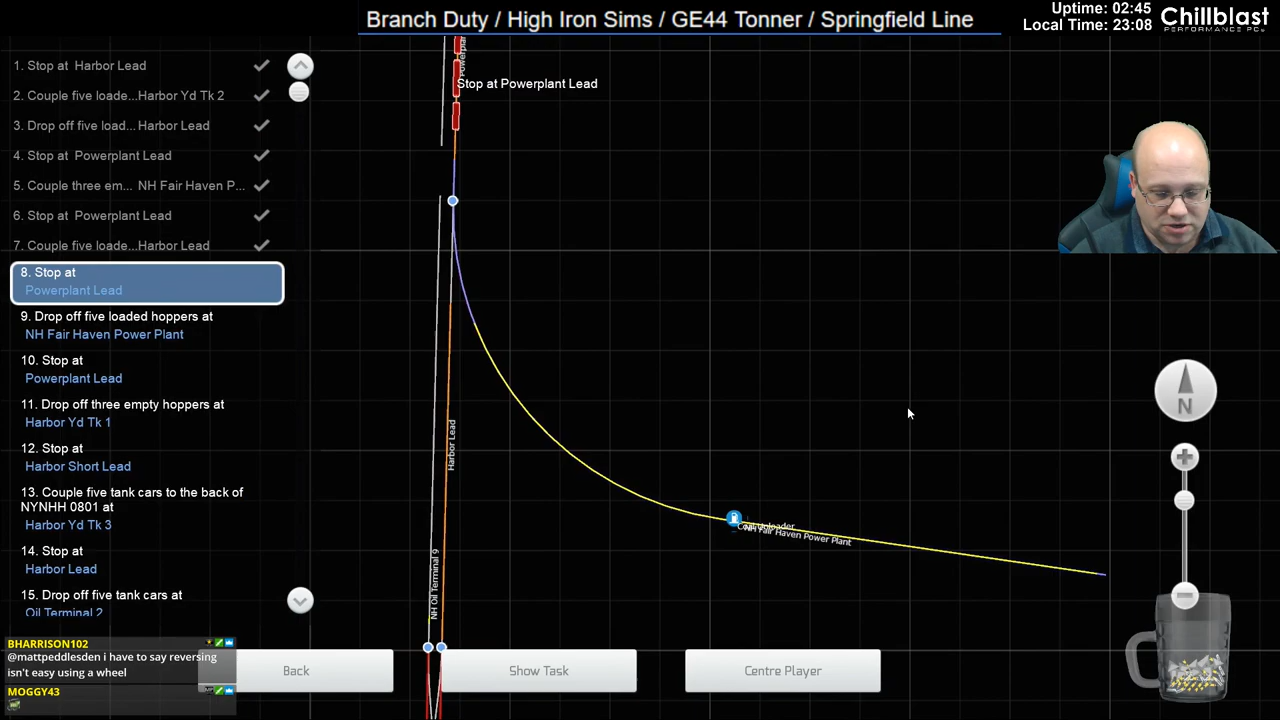 Branch Duty / High Iron Sims / GE44 Tonner / Springfield Line
Uptime: 02:45
Local Time: 23:08
Chillblast
PERFORMANCE PCs
1. Stop at Harbor Lead
2. Couple five loade...Harbor Yd Tk 2
3. Drop off five load...Harbor Lead
4. Stop at Powerplant Lead
5. Couple three em... NH Fair Haven P...
6. Stop at Powerplant Lead
7. Couple five loade...Harbor Lead
8. Stop at
Powerplant Lead
9. Drop off five loaded hoppers at
NH Fair Haven Power Plant
10. Stop at
Powerplant Lead
11. Drop off three empty hoppers at
Harbor Yd Tk 1
12. Stop at
Harbor Short Lead
13. Couple five tank cars to the back of
NYNHH 0801 at
Harbor Yd Tk 3
14. Stop at
Harbor Lead
15. Drop off five tank cars at
Oil Terminal 2
Stop at Powerplant Lead
Harbor Lead
NH Oil Terminal 9
NH Fair Haven Power Plant
N
BHARRISON102
@mattpeddlesden i have to say reversing
isn't easy using a wheel
MOGGY43
Back
Show Task
Centre Player